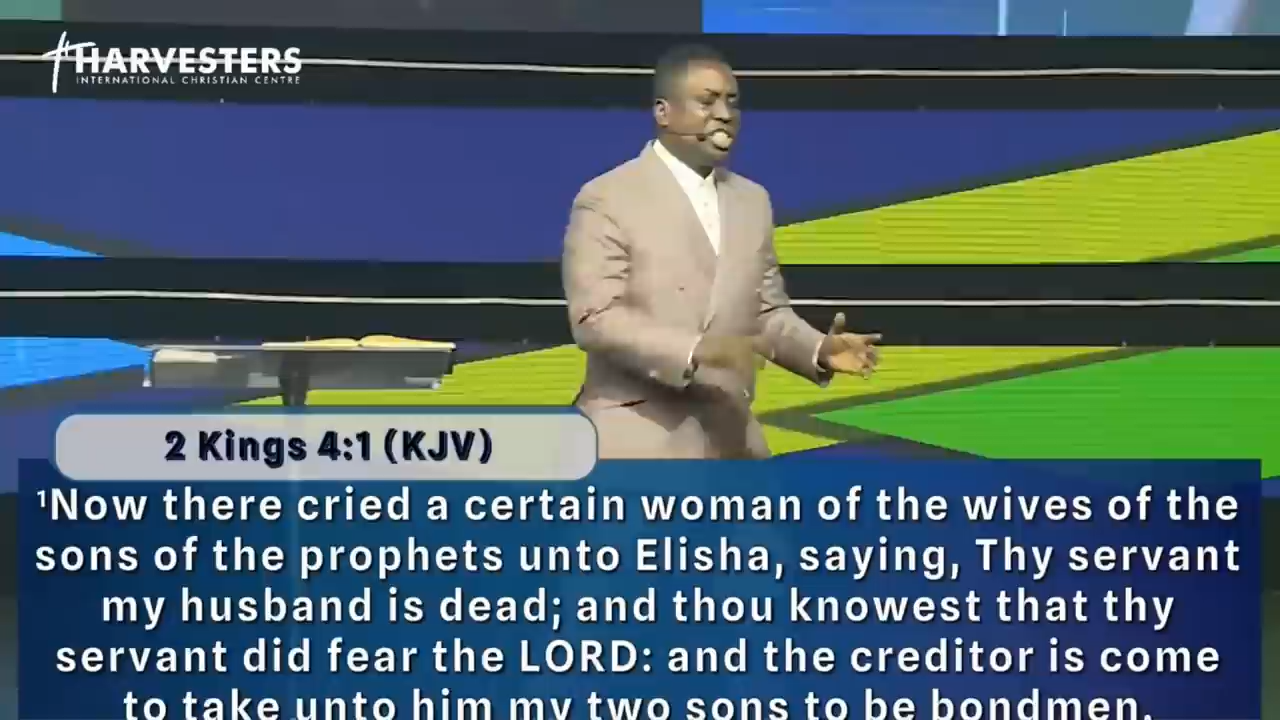 HARVESTERS
INTERNATIONAL CHRISTIAN CENTRE
2 Kings 4:1 (KJV)
¹Now there cried a certain woman of the wives of the
sons of the prophets unto Elisha, saying, Thy servant
my husband is dead; and thou knowest that thy
servant did fear the LORD: and the creditor is come
to take unto him my two sons to be bondmen.